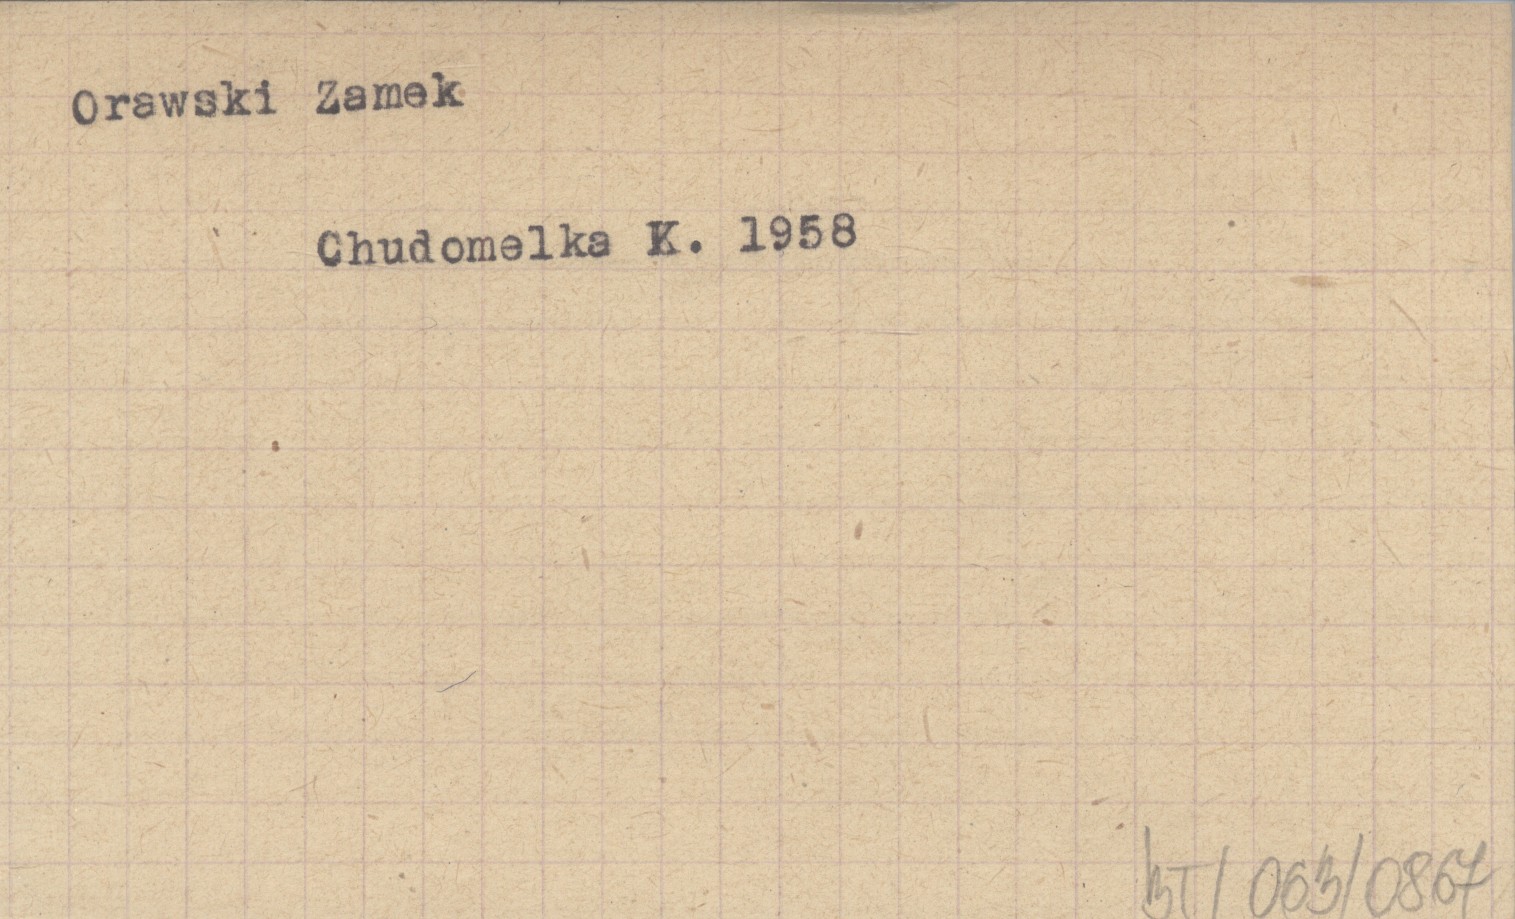 Orawski Zamek
Chudomelka K. 1958
BT/063/0867